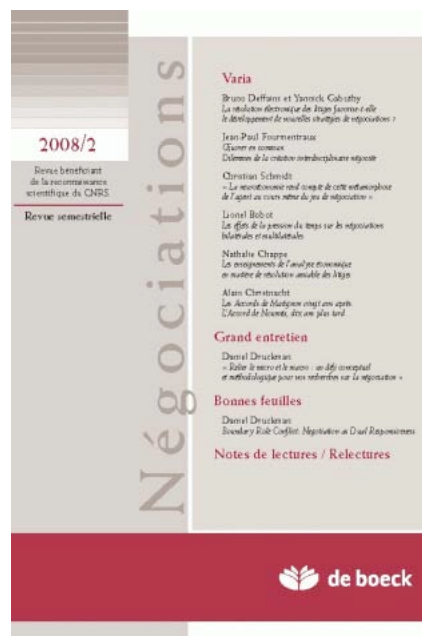 2008/2
Revue bénéficiant
de la reconnaissance
scientifique du CNRS
Revue semestrielle
Négociations
Varia
Bruno Deffains et Yannick Gabuthy
La résolution électronique des litiges favorise-t-elle
le développement de nouvelles stratégies de négociations ?
Jean-Paul Fourmentraux
Œuvrer en commun
Dilemmes de la création interdisciplinaire négociée
Christian Schmidt
« La neuroéconomie rend compte de cette métamorphose
de l'agent au cours même du jeu de négociation »
Lionel Bobot
Les effets de la pression du temps sur les négociations
bilatérales et multilatérales
Nathalie Chappe
Les enseignements de l'analyse économique
en matière de résolution amiable des litiges
Alain Christnacht
Les Accords de Matignon vingt ans après
L'Accord de Nouméa, dix ans plus tard
Grand entretien
Daniel Druckman
« Relier le micro et le macro : un défi conceptuel
et méthodologique pour nos recherches sur la négociation »
Bonnes feuilles
Daniel Druckman
Boundary Role Conflict: Negotiation as Dual Responsiveness
Notes de lectures / Relectures
de boeck